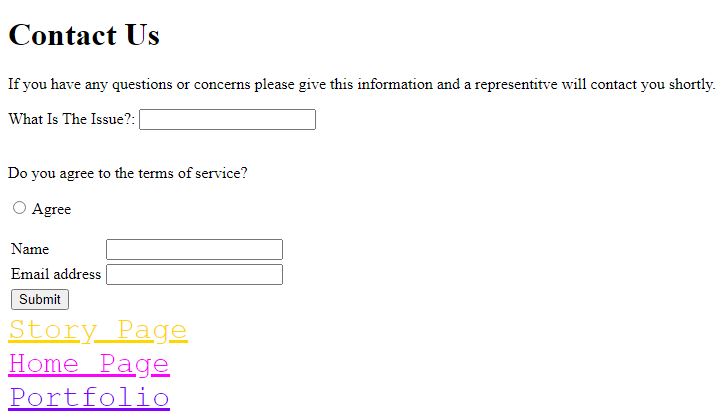 Contact Us
If you have any questions or concerns please give this information and a representitve will contact you shortly.
What Is The Issue?:
Do you agree to the terms of service?
Agree
Name
Email address
Submit
Story Page
Home Page
Portfolio